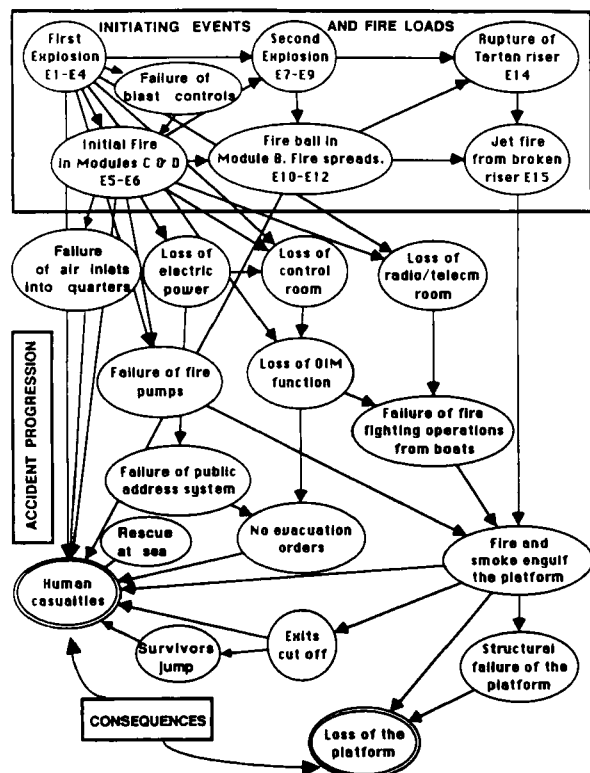 INITIATING EVENTS AND FIRE LOADS
First
Explosion
E1-E4
Second
Explosion
E7-E9
Rupture of
Tartan riser
E14
Failure of
blast controls
Initial Fire
in Modules C & D
E5-E6
Fire ball in
Module B. Fire spreads.
E10-E12
Jet fire
from broken
riser E15
Failure
of air inlets
into quarters
Loss of
electric
power
Loss of
control
room
Loss of
radio/telecm
room
ACCIDENT PROGRESSION
Failure of fire
pumps
Loss of OIM
function
Failure of fire
fighting operations
from boats
Failure of public
address system
Rescue
at sea
No evacuation
orders
Fire and
smoke engulf
the platform
Human
casualties
Survivors
jump
Exits
cut off
Structural
failure of the
platform
CONSEQUENCES
Loss of the
platform